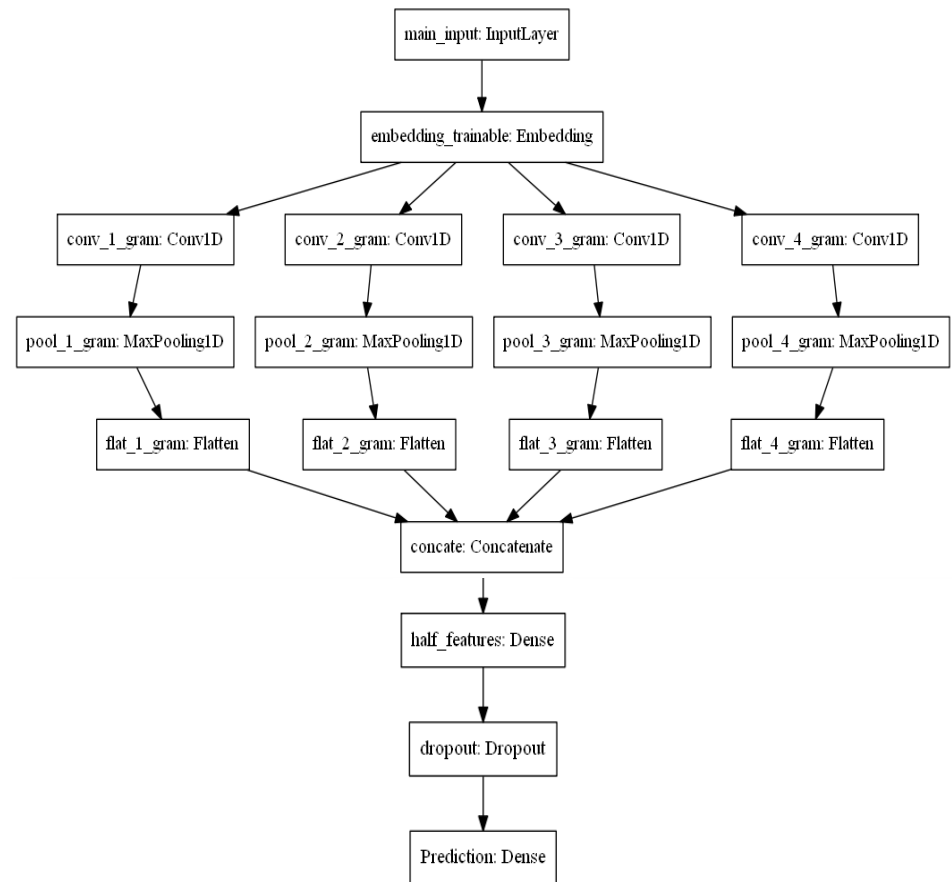 main_input: InputLayer
embedding_trainable: Embedding
conv_1_gram: Conv1D
conv_2_gram: Conv1D
conv_3_gram: Conv1D
conv_4_gram: Conv1D
pool_1_gram: MaxPooling1D
pool_2_gram: MaxPooling1D
pool_3_gram: MaxPooling1D
pool_4_gram: MaxPooling1D
flat_1_gram: Flatten
flat_2_gram: Flatten
flat_3_gram: Flatten
flat_4_gram: Flatten
concate: Concatenate
half_features: Dense
dropout: Dropout
Prediction: Dense